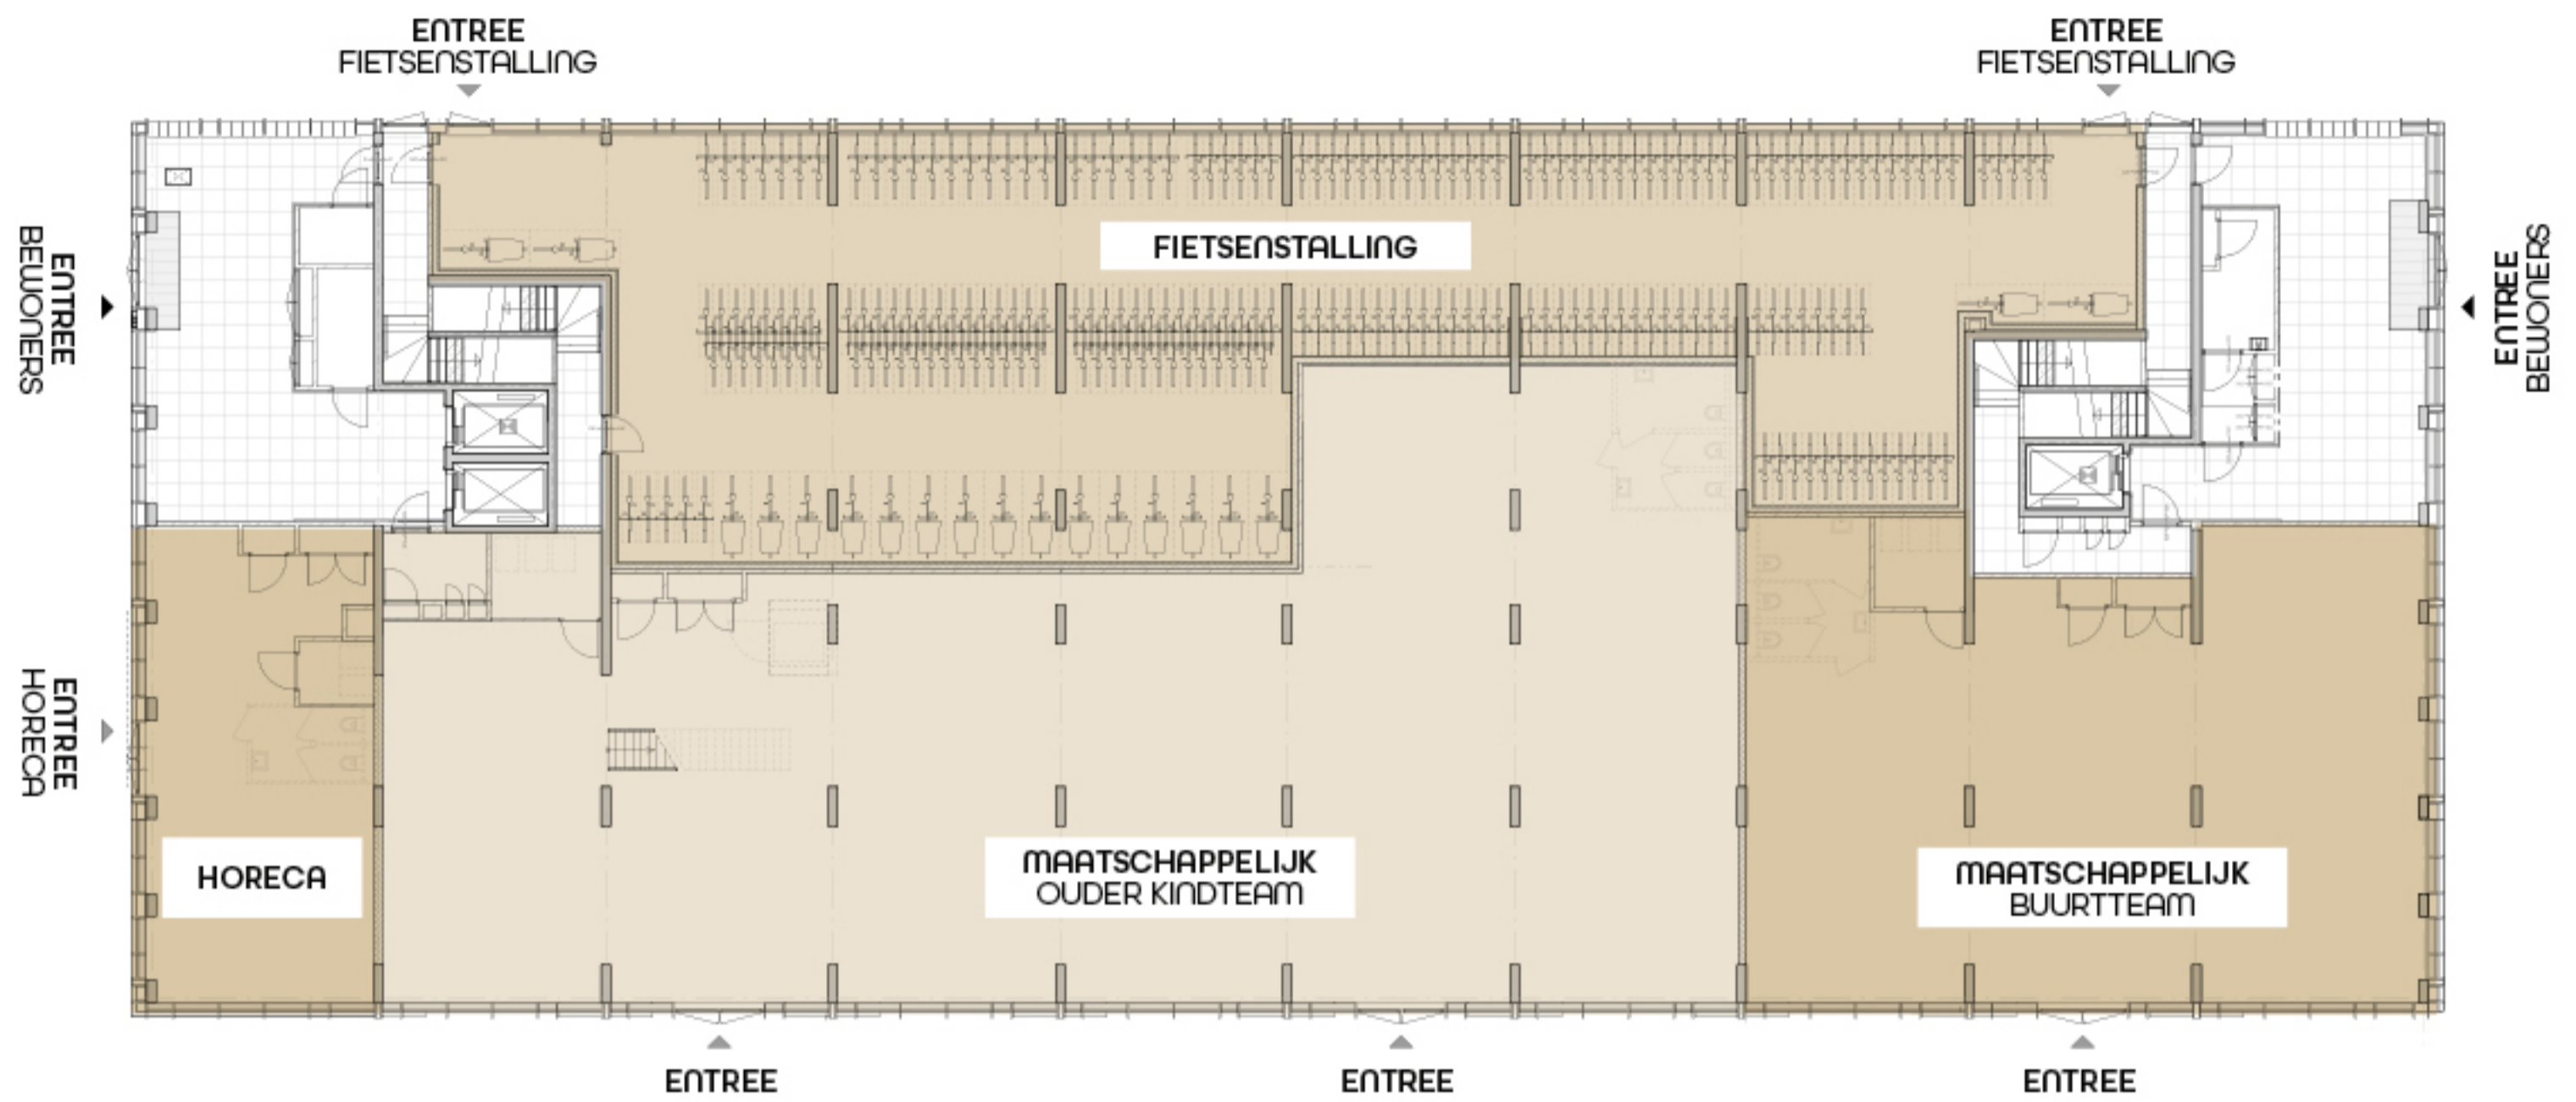 ENTREE
FIETSENSTALLING
ENTREE
FIETSENSTALLING
FIETSENSTALLING
ENTREE
BEWONERS
ENTREE
BEWONERS
ENTREE
HORECA
HORECA
MAATSCHAPPELIJK
OUDER KINDTEAM
MAATSCHAPPELIJK
BUURTTEAM
ENTREE
ENTREE
ENTREE